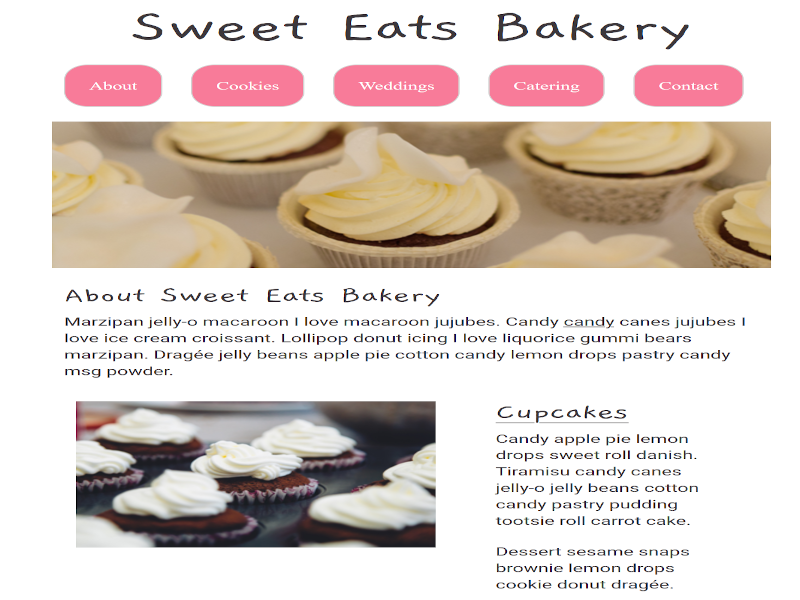 Sweet Eats Bakery
About
Cookies
Weddings
Catering
Contact
About Sweet Eats Bakery
Marzipan jelly-o macaroon I love macaroon jujubes. Candy candy canes jujubes I
love ice cream croissant. Lollipop donut icing I love liquorice gummi bears
marzipan. Dragée jelly beans apple pie cotton candy lemon drops pastry candy
msg powder.
Cupcakes
Candy apple pie lemon
drops sweet roll danish.
Tiramisu candy canes
jelly-o jelly beans cotton
candy pastry pudding
tootsie roll carrot cake.
Dessert sesame snaps
brownie lemon drops
cookie donut dragée.